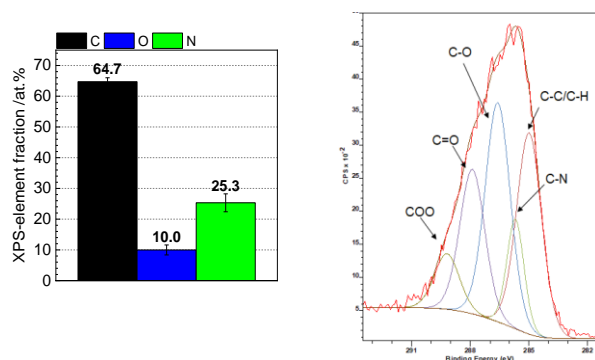 C O N
XPS-element fraction /at.%
70
60
50
40
30
20
10
0
64.7
10.0
25.3
CPS x 10⁻²
50
45
40
35
30
25
20
15
10
5
C-O
C-C/C-H
C=O
C-N
COO
291 288 285 282
Binding Energy (eV)